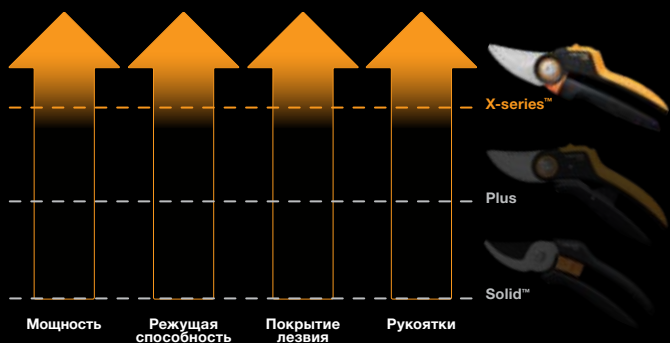 X-series™
Plus
Solid™
Мощность
Режущая
способность
Покрытие
лезвия
Рукоятки